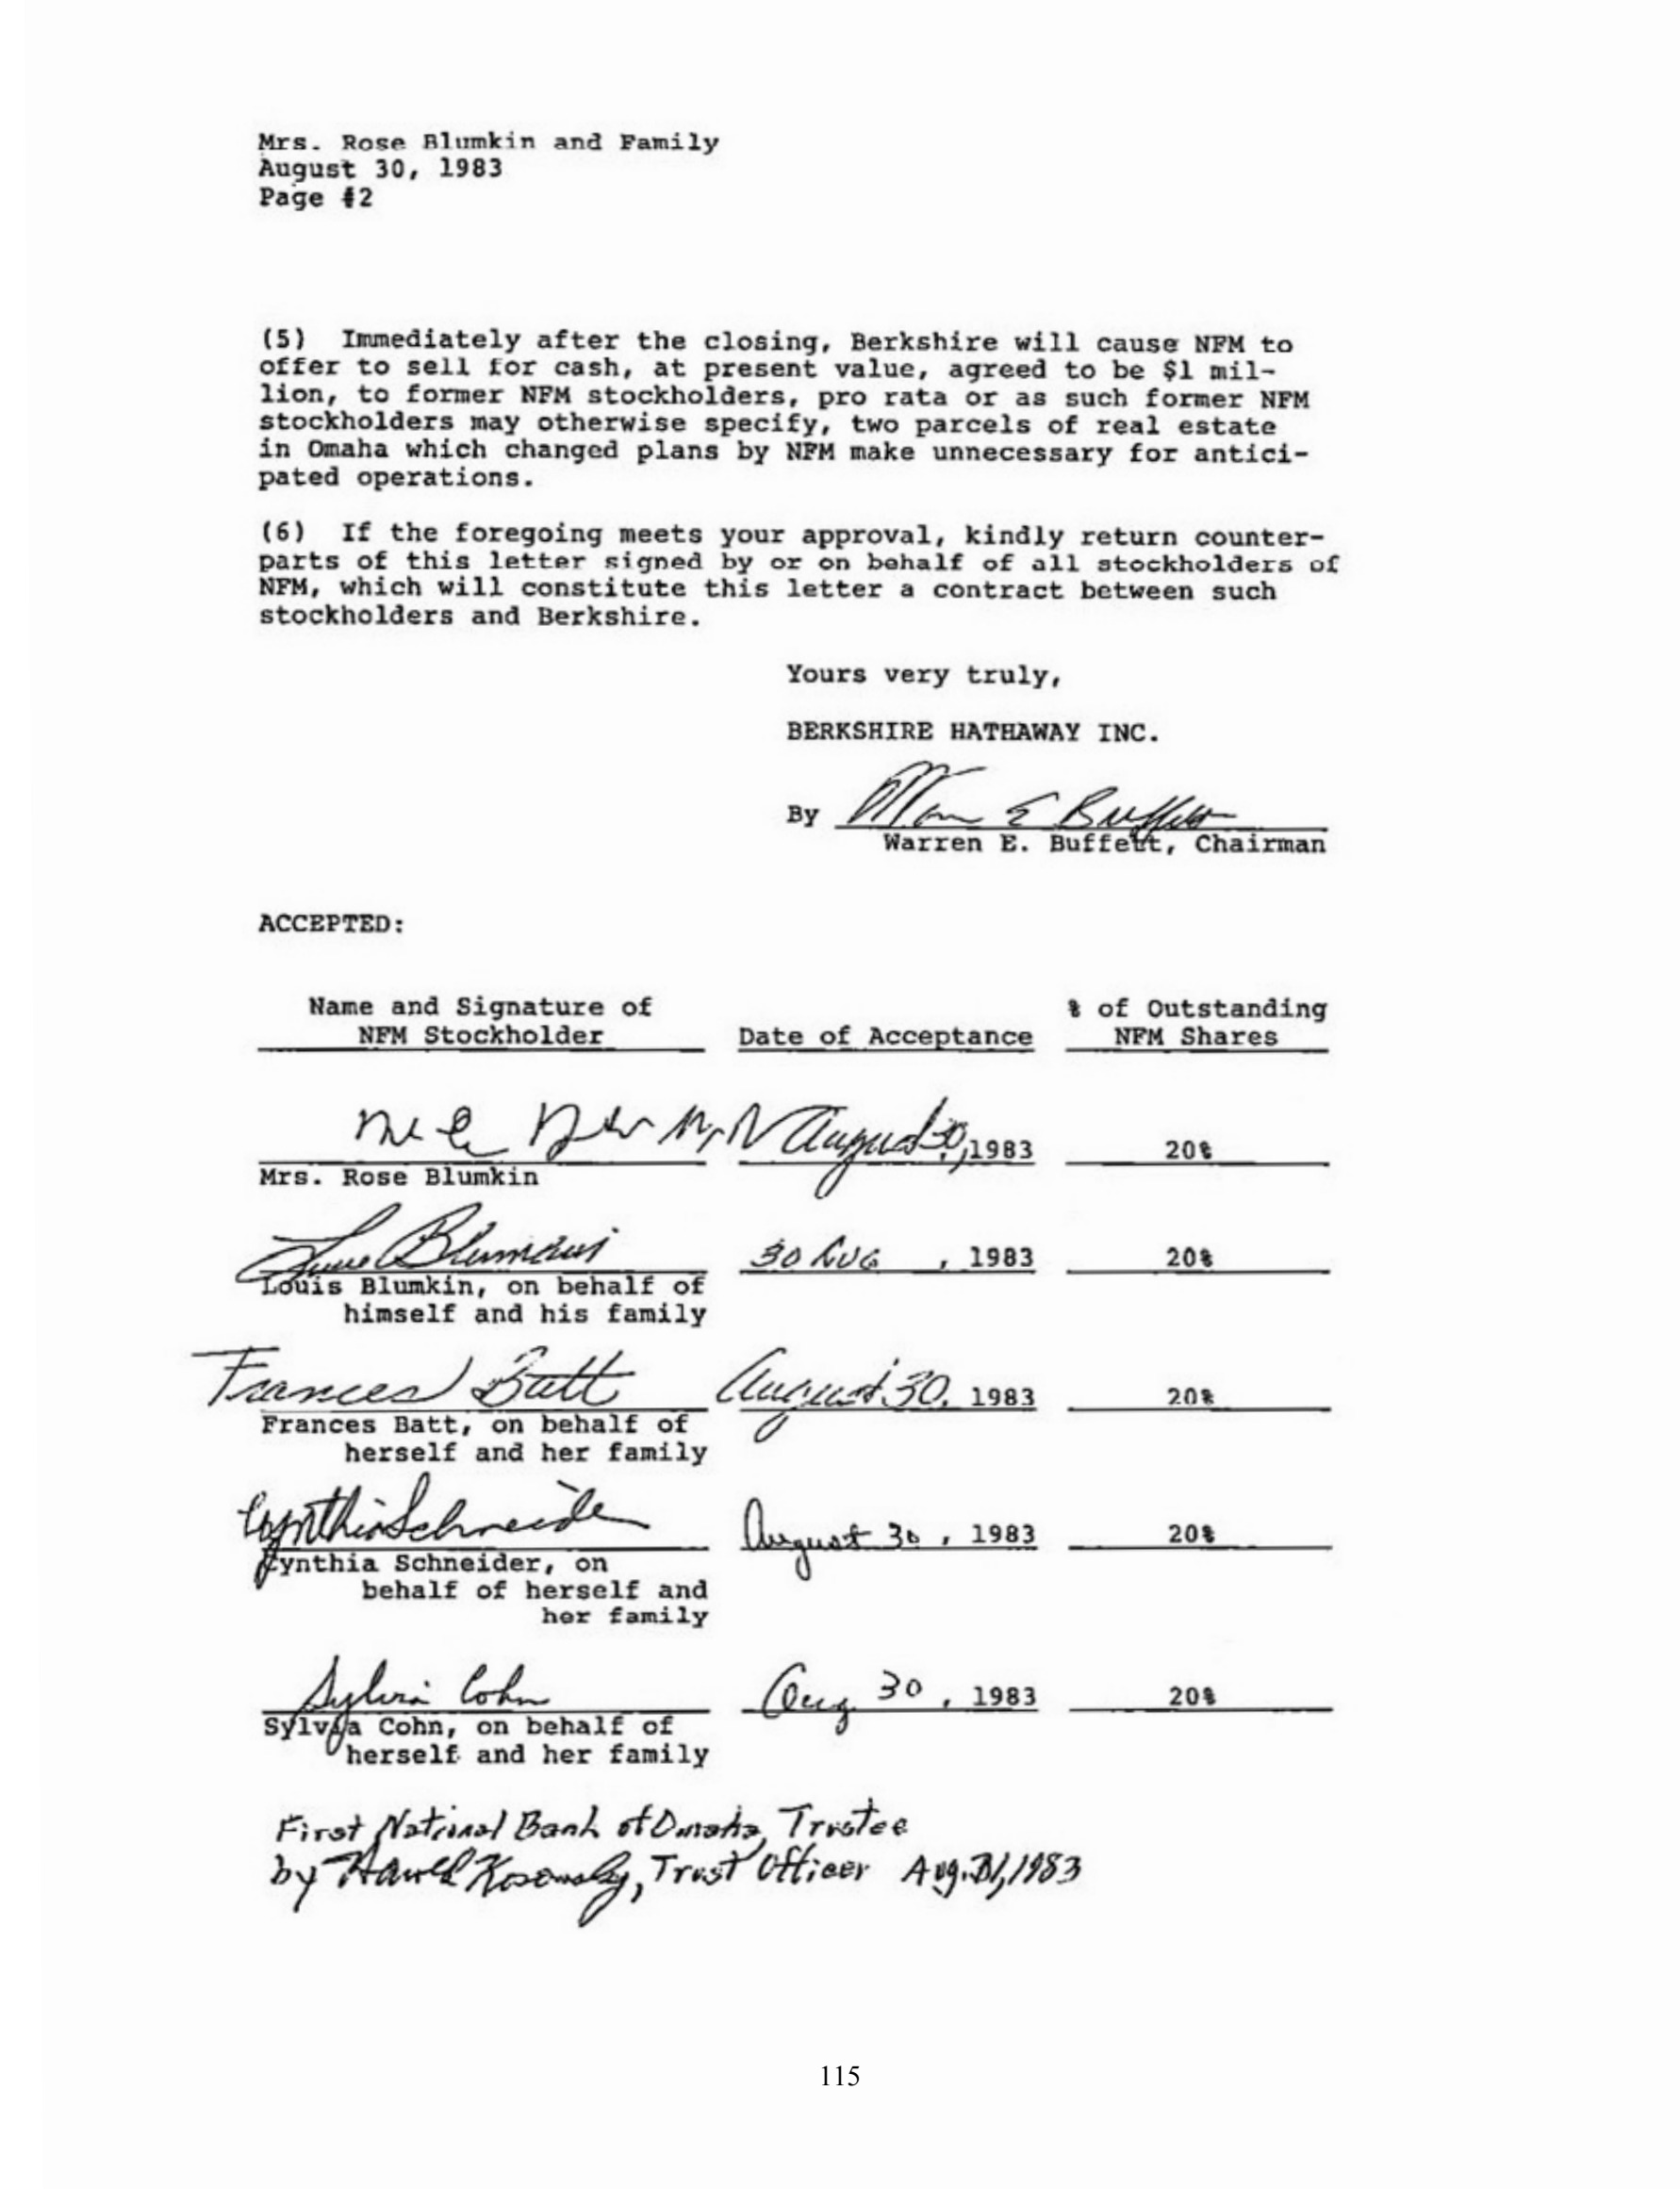 Mrs. Rose Blumkin and Family
August 30, 1983
Page #2
(5) Immediately after the closing, Berkshire will cause NFM to
offer to sell for cash, at present value, agreed to be $1 mil-
lion, to former NFM stockholders, pro rata or as such former NFM
stockholders may otherwise specify, two parcels of real estate
in Omaha which changed plans by NFM make unnecessary for antici-
pated operations.
(6) If the foregoing meets your approval, kindly return counter-
parts of this letter signed by or on behalf of all stockholders of
NFM, which will constitute this letter a contract between such
stockholders and Berkshire.
Yours very truly,
BERKSHIRE HATHAWAY INC.
By Warren E Buffett
Warren E. Buffett, Chairman
ACCEPTED:
Name and Signature of
NFM Stockholder
Date of Acceptance
% of Outstanding
NFM Shares
August 30, 1983 20%
Mrs. Rose Blumkin
Louis Blumkin 30 AUG , 1983 20%
Louis Blumkin, on behalf of
himself and his family
Frances Batt August 30, 1983 20%
Frances Batt, on behalf of
herself and her family
Cynthia Schneider August 30 , 1983 20%
Cynthia Schneider, on
behalf of herself and
her family
Sylvia Cohn Aug 30 , 1983 20%
Sylvia Cohn, on behalf of
herself and her family
First National Bank of Omaha, Trustee
by Harold , Trust Officer Aug. 31, 1983
115